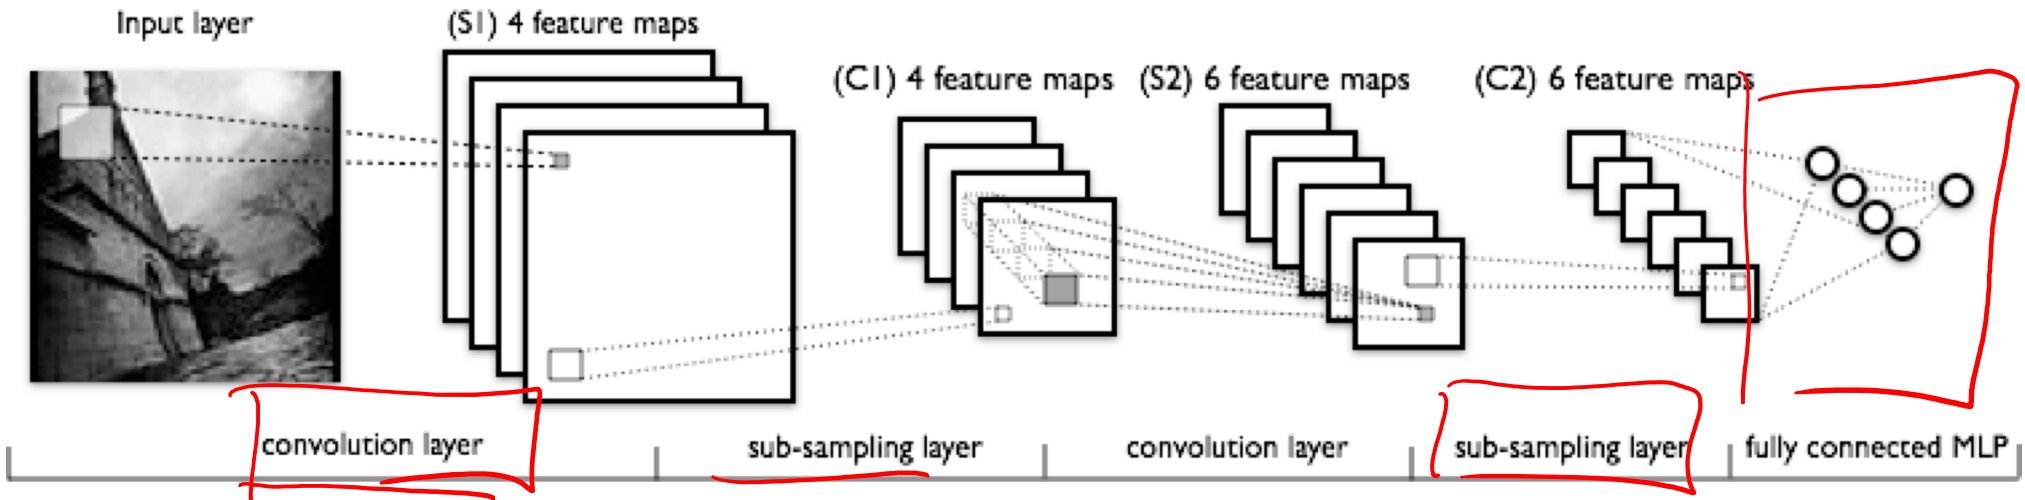 Input layer
(S1) 4 feature maps
(C1) 4 feature maps
(S2) 6 feature maps
(C2) 6 feature maps
convolution layer
sub-sampling layer
convolution layer
sub-sampling layer
fully connected MLP